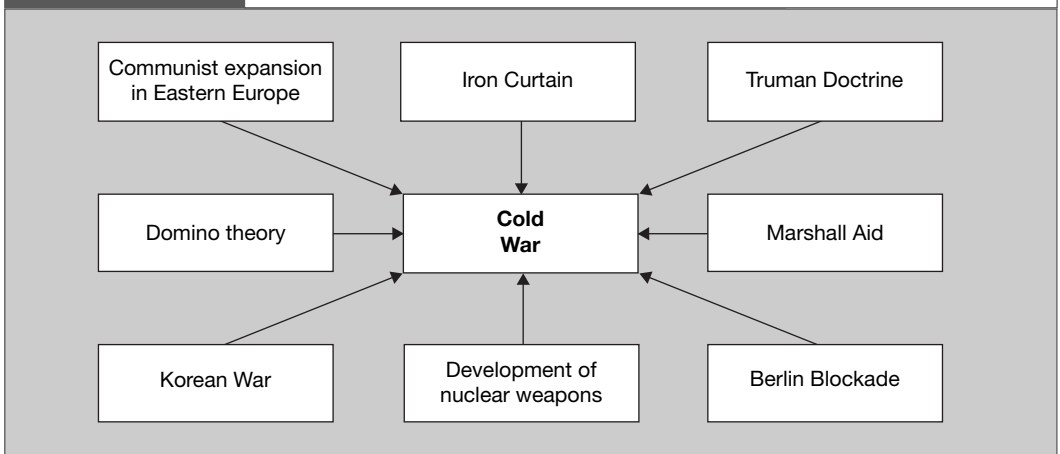 Communist expansion
in Eastern Europe
Iron Curtain
Truman Doctrine
Domino theory
Cold
War
Marshall Aid
Korean War
Development of
nuclear weapons
Berlin Blockade